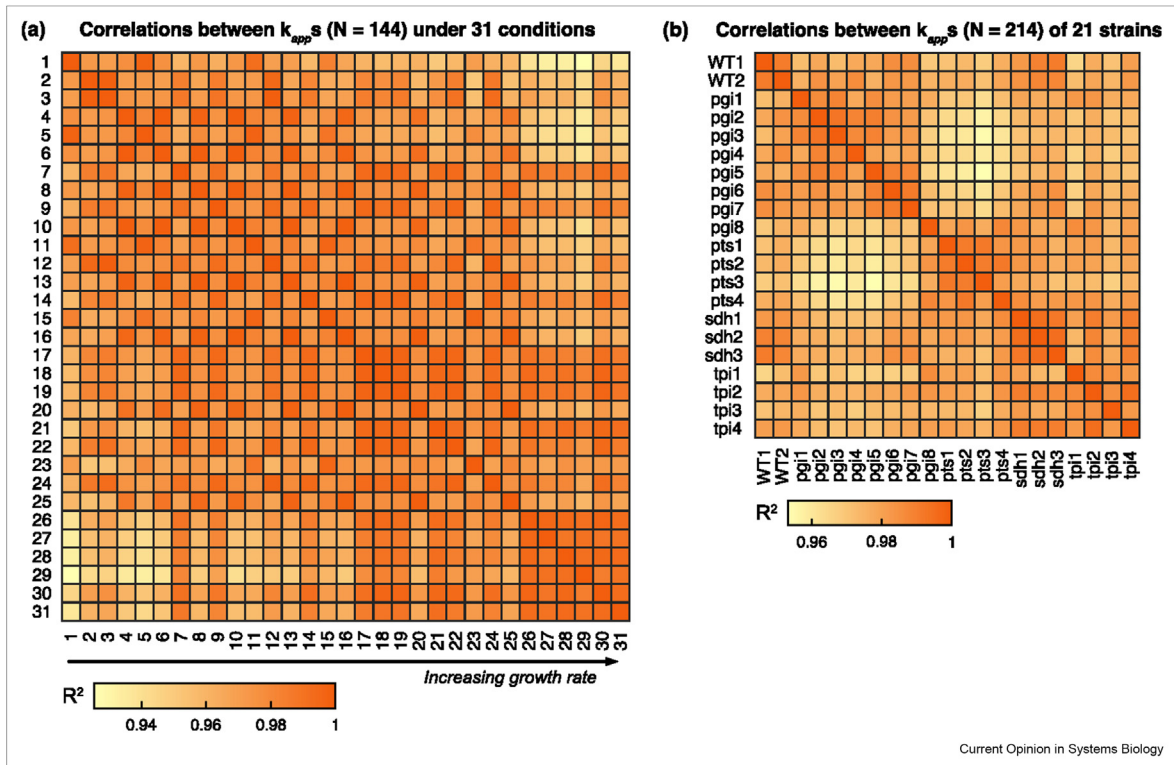 (a) Correlations between kapps (N = 144) under 31 conditions
1
2
3
4
5
6
7
8
9
10
11
12
13
14
15
16
17
18
19
20
21
22
23
24
25
26
27
28
29
30
31
1 2 3 4 5 6 7 8 9 10 11 12 13 14 15 16 17 18 19 20 21 22 23 24 25 26 27 28 29 30 31
Increasing growth rate
R²
0.94 0.96 0.98 1
(b) Correlations between kapps (N = 214) of 21 strains
WT1
WT2
pgi1
pgi2
pgi3
pgi4
pgi5
pgi6
pgi7
pgi8
pts1
pts2
pts3
pts4
sdh1
sdh2
sdh3
tpi1
tpi2
tpi3
tpi4
WT1 WT2 pgi1 pgi2 pgi3 pgi4 pgi5 pgi6 pgi7 pgi8 pts1 pts2 pts3 pts4 sdh1 sdh2 sdh3 tpi1 tpi2 tpi3 tpi4
R²
0.96 0.98 1
Current Opinion in Systems Biology